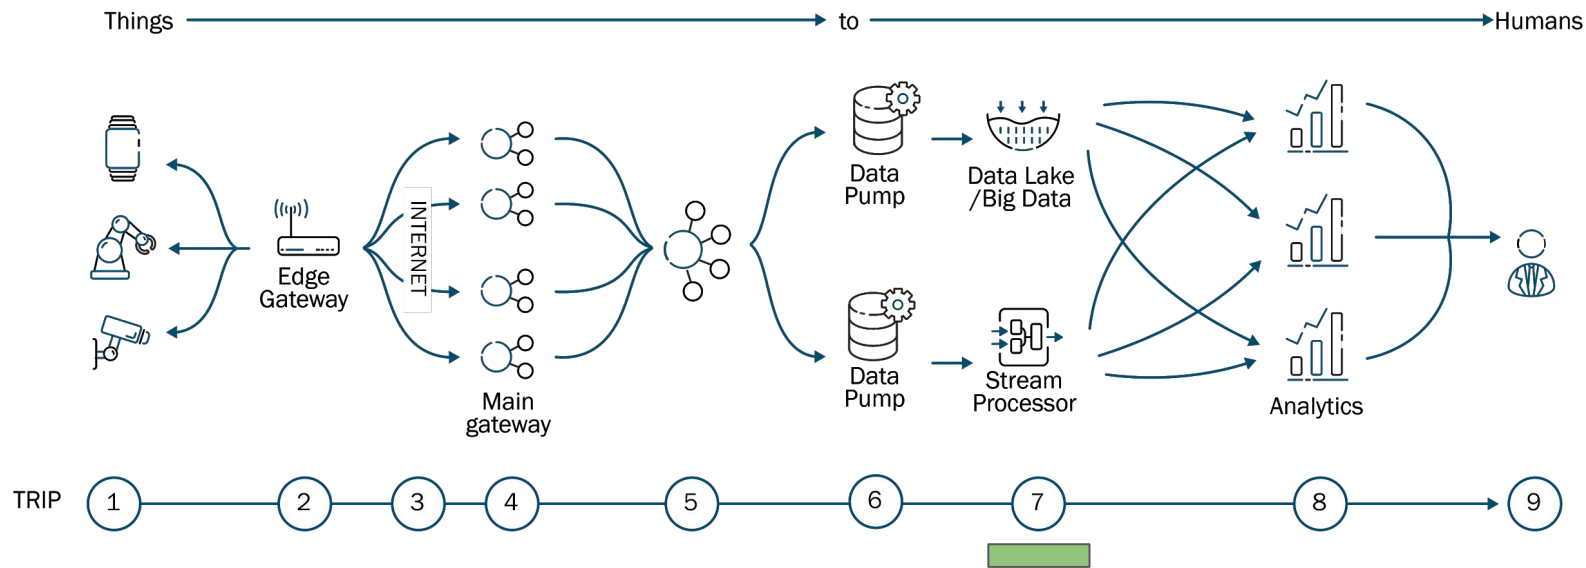 Things
to
Humans
Edge
Gateway
INTERNET
Main
gateway
Data
Pump
Data Lake
/Big Data
Data
Pump
Stream
Processor
Analytics
TRIP
1
2
3
4
5
6
7
8
9